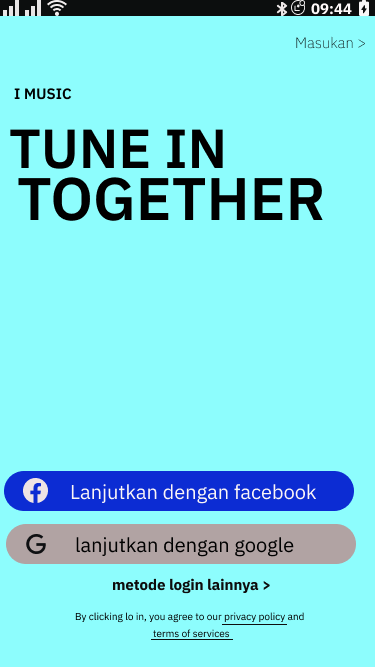 09:44
Masukan >
I MUSIC
TUNE IN
TOGETHER
Lanjutkan dengan facebook
lanjutkan dengan google
metode login lainnya >
By clicking lo in, you agree to our privacy policy and
terms of services